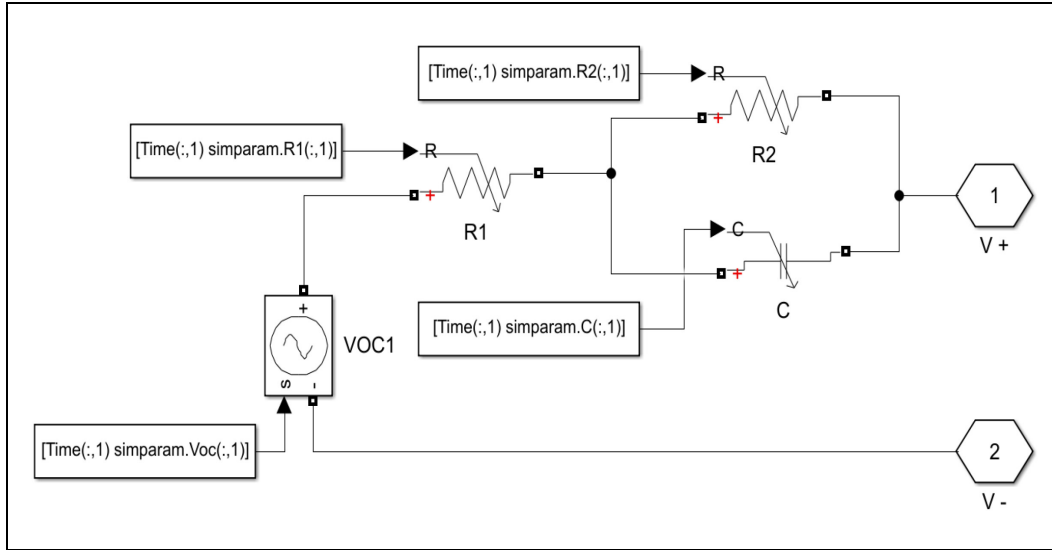 [Time(:,1) simparam.R2(:,1)]
R
+
R2
[Time(:,1) simparam.R1(:,1)]
R
+
R1
1
V +
C
+
C
[Time(:,1) simparam.C(:,1)]
+
VOC1
S
-
[Time(:,1) simparam.Voc(:,1)]
2
V -